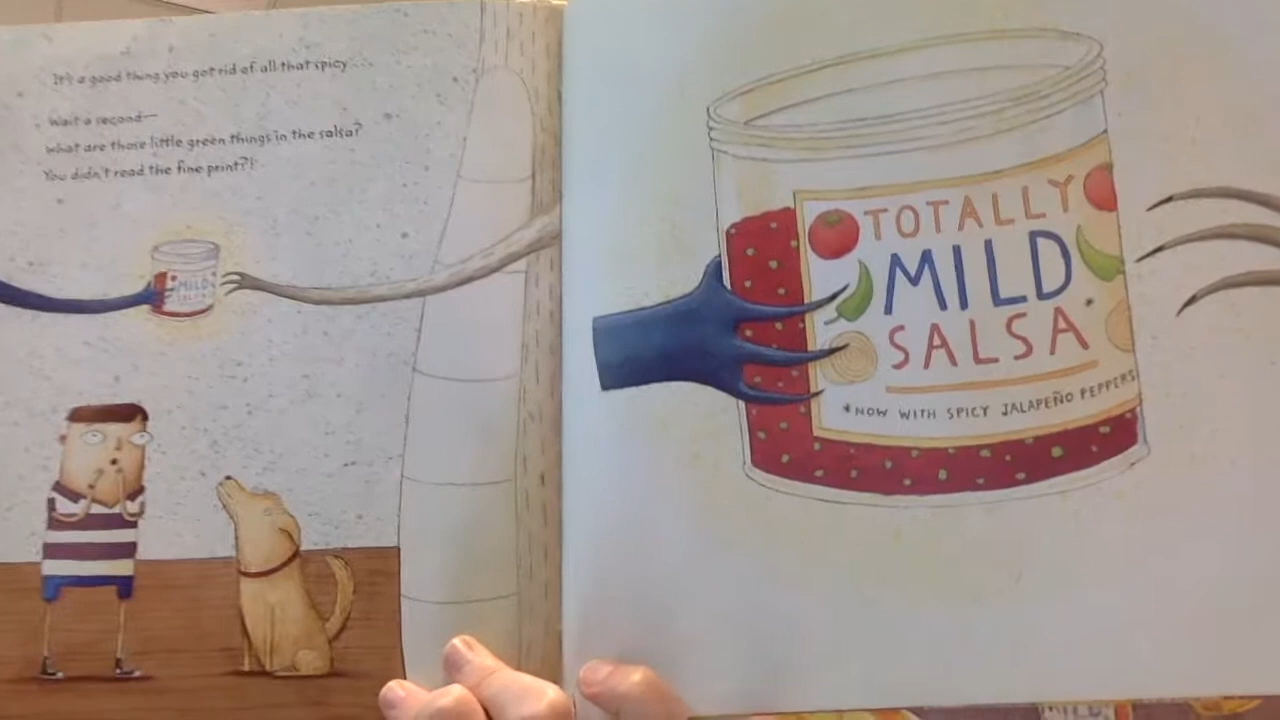 It's a good thing you got rid of all that spicy...
Wait a second—
what are those little green things in the salsa?
You didn't read the fine print?!
MILD
SALSA
TOTALLY
MILD
SALSA*
*NOW WITH SPICY JALAPEÑO PEPPERS